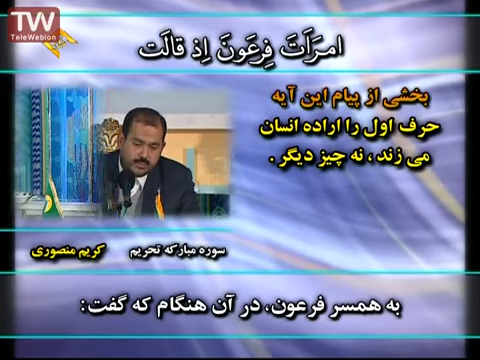 TW
TeleWebion
امرَاَتَ فِرعَونَ اِذ قالَت
بخشی از پیام این آیه
حرف اول را اراده انسان
می زند ، نه چیز دیگر .
سوره مبارکه تحریم
کریم منصوری
به همسر فرعون، در آن هنگام که گفت: